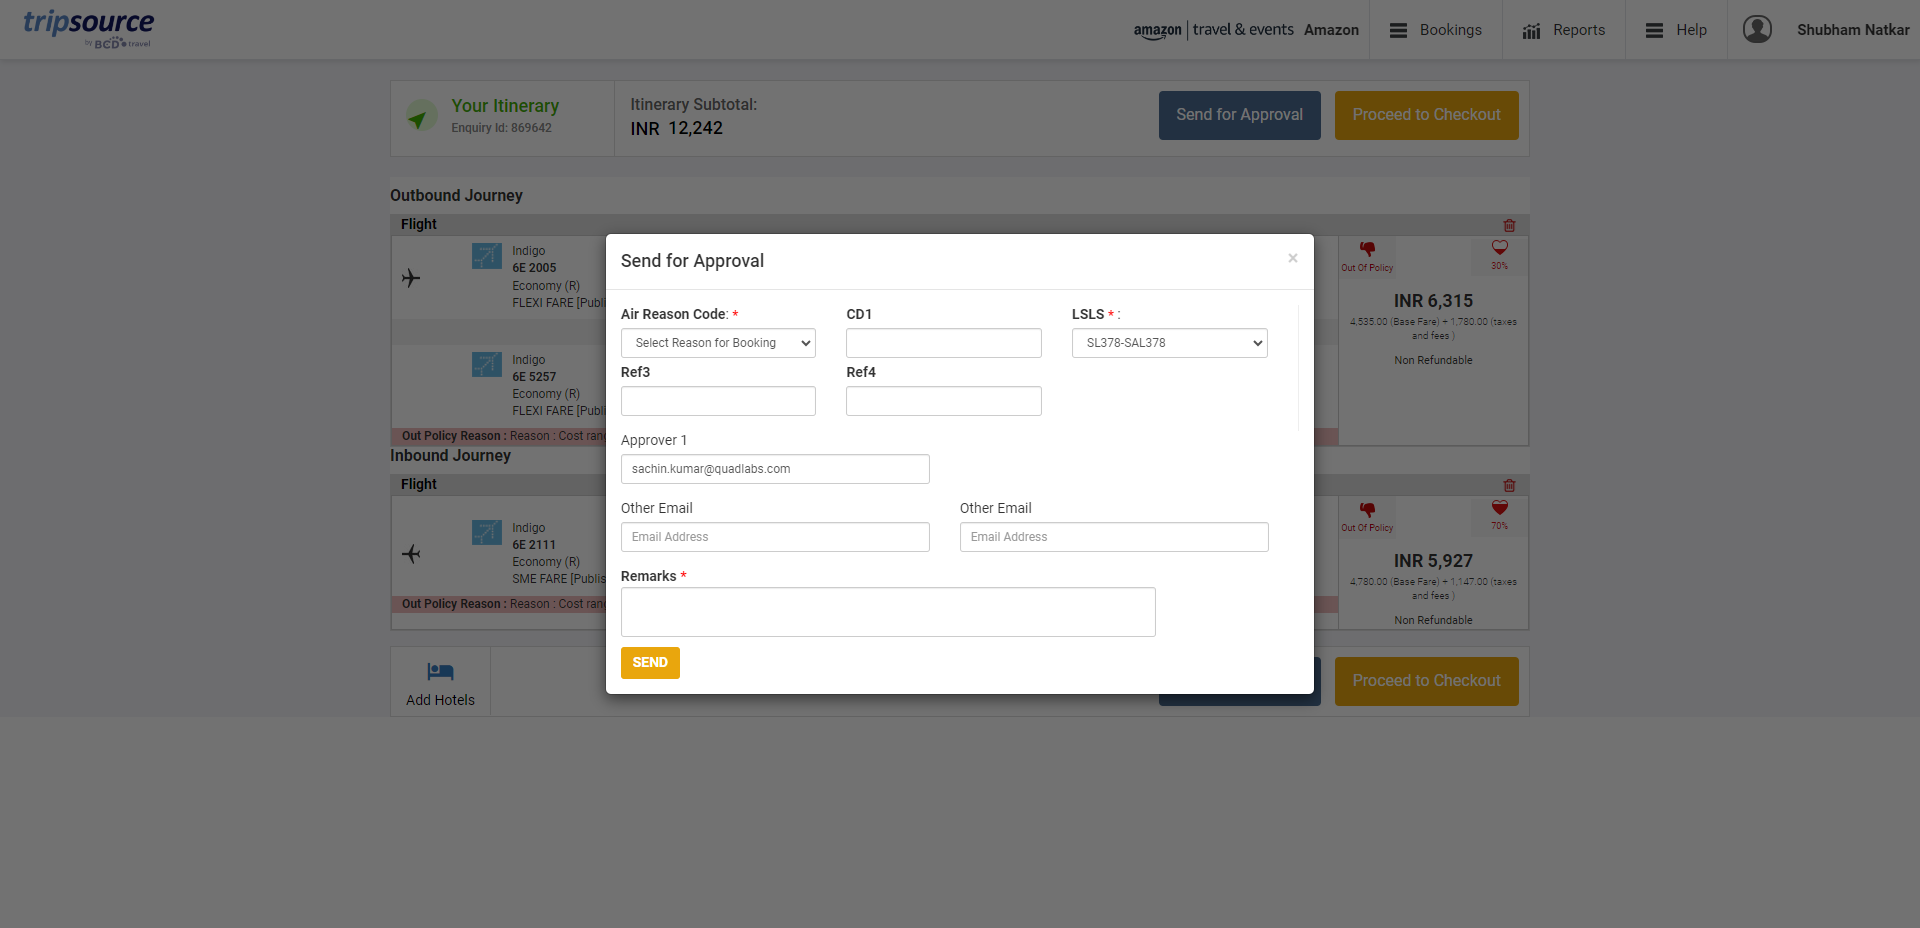 tripsource
by BCD travel
amazon | travel & events Amazon
Bookings
Reports
Help
Shubham Natkar
Your Itinerary
Enquiry Id: 869642
Itinerary Subtotal:
INR 12,242
Send for Approval
Proceed to Checkout
Outbound Journey
Flight
Indigo
6E 2005
Economy (R)
FLEXI FARE [Publi
Out Of Policy
30%
INR 6,315
4,535.00 (Base Fare) + 1,780.00 (taxes
and fees )
Non Refundable
Indigo
6E 5257
Economy (R)
FLEXI FARE [Publi
Out Policy Reason : Reason : Cost ran
Inbound Journey
Flight
Indigo
6E 2111
Economy (R)
SME FARE [Publis
Out Of Policy
70%
INR 5,927
4,780.00 (Base Fare) + 1,147.00 (taxes
and fees )
Non Refundable
Out Policy Reason : Reason : Cost ran
Add Hotels
Proceed to Checkout
Send for Approval
×
Air Reason Code: *
CD1
LSLS * :
Select Reason for Booking
SL378-SAL378
Ref3
Ref4
Approver 1
sachin.kumar@quadlabs.com
Other Email
Other Email
Email Address
Email Address
Remarks *
SEND